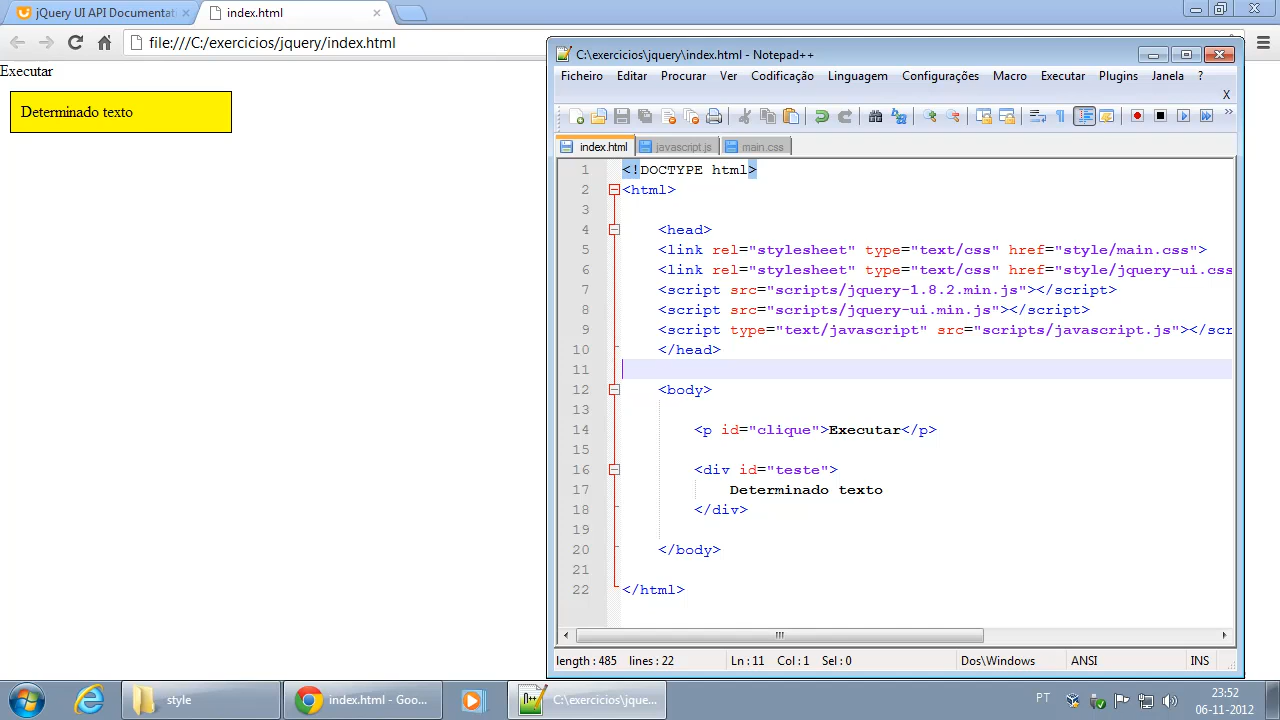 jQuery UI API Documentati
index.html
file:///C:/exercicios/jquery/index.html
Executar
Determinado texto
C:\exercicios\jquery\index.html - Notepad++
Ficheiro Editar Procurar Ver Codificação Linguagem Configurações Macro Executar Plugins Janela ?
X
index.html javascript.js main.css
1 <!DOCTYPE html>
2 <html>
3
4 <head>
5 <link rel="stylesheet" type="text/css" href="style/main.css">
6 <link rel="stylesheet" type="text/css" href="style/jquery-ui.css
7 <script src="scripts/jquery-1.8.2.min.js"></script>
8 <script src="scripts/jquery-ui.min.js"></script>
9 <script type="text/javascript" src="scripts/javascript.js"></scr
10 </head>
11
12 <body>
13
14 <p id="clique">Executar</p>
15
16 <div id="teste">
17 Determinado texto
18 </div>
19
20 </body>
21
22 </html>
length : 485 lines : 22 Ln : 11 Col : 1 Sel : 0 Dos\Windows ANSI INS
style
index.html - Goo...
C:\exercicios\jque...
PT
23:52
06-11-2012